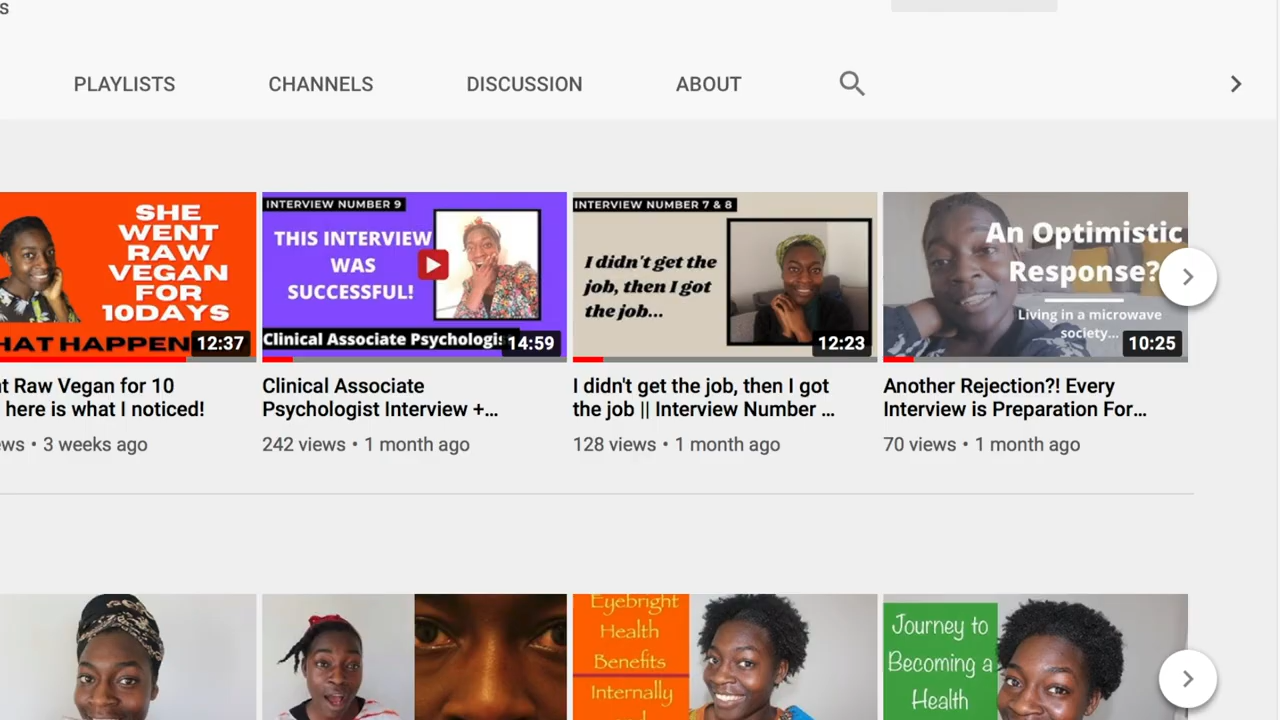 s
PLAYLISTS CHANNELS DISCUSSION ABOUT
SHE
WENT
RAW
VEGAN
FOR
10DAYS
HAT HAPPEN
12:37
INTERVIEW NUMBER 9
THIS INTERVIEW
WAS
SUCCESSFUL!
Clinical Associate Psychologis
14:59
INTERVIEW NUMBER 7 & 8
I didn't get the
job, then I got
the job...
12:23
An Optimistic
Response?
Living in a microwave
society...
10:25
t Raw Vegan for 10
here is what I noticed!
ews • 3 weeks ago
Clinical Associate
Psychologist Interview +...
242 views • 1 month ago
I didn't get the job, then I got
the job || Interview Number ...
128 views • 1 month ago
Another Rejection?! Every
Interview is Preparation For...
70 views • 1 month ago
Eyebright
Health
Benefits
Internally
Journey to
Becoming a
Health